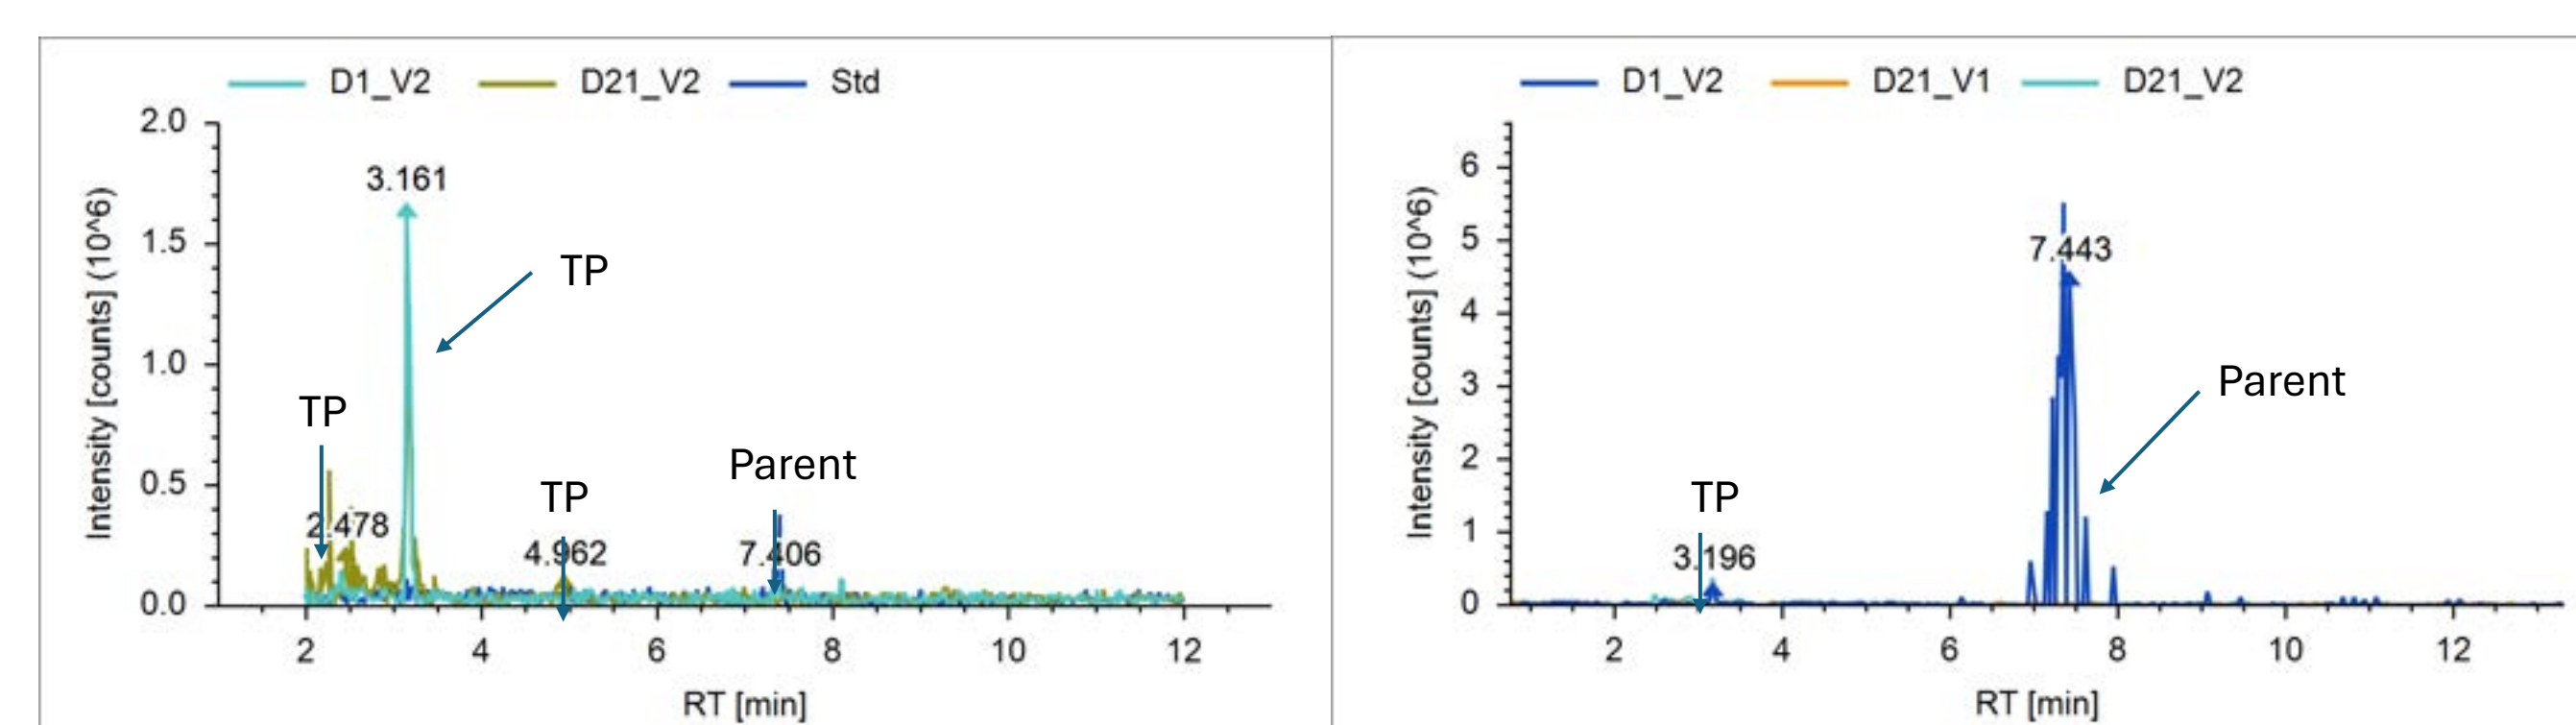 D1_V2 D21_V2 Std
2.0
3.161
1.5
TP
1.0
TP
Parent
0.5
TP
2.478
4.962
7.406
0.0
2 4 6 8 10 12
RT [min]
Intensity [counts] (10^6)
D1_V2 D21_V1 D21_V2
6
5
7.443
4
Parent
3
2
TP
1
3.196
0
2 4 6 8 10 12
RT [min]
Intensity [counts] (10^6)